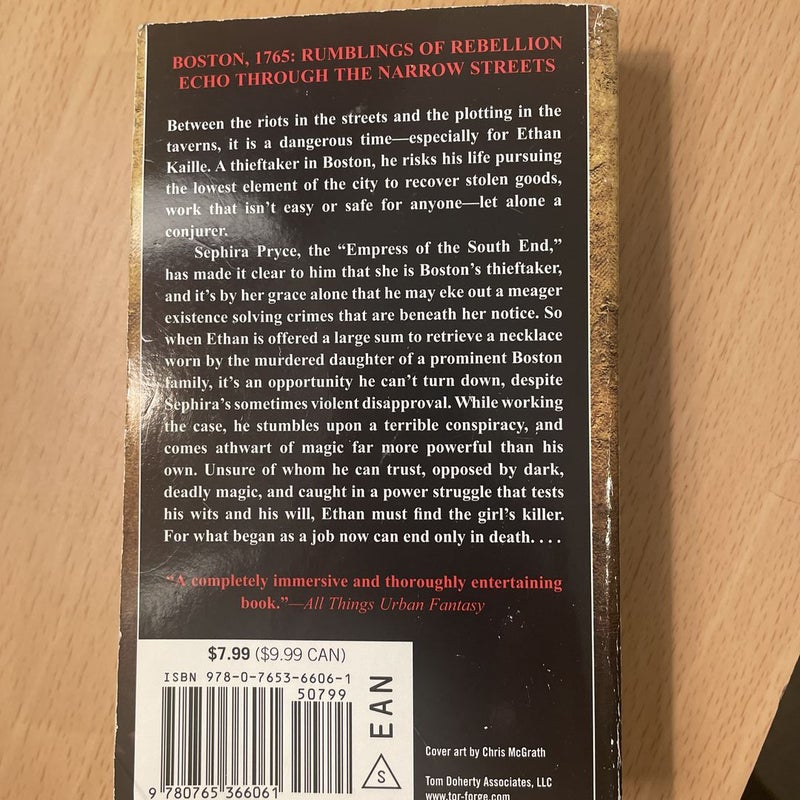 BOSTON, 1765: RUMBLINGS OF REBELLION
ECHO THROUGH THE NARROW STREETS
Between the riots in the streets and the plotting in the
taverns, it is a dangerous time—especially for Ethan
Kaille. A thieftaker in Boston, he risks his life pursuing
the lowest element of the city to recover stolen goods,
work that isn't easy or safe for anyone—let alone a
conjurer.
Sephira Pryce, the “Empress of the South End,”
has made it clear to him that she is Boston's thieftaker,
and it's by her grace alone that he may eke out a meager
existence solving crimes that are beneath her notice. So
when Ethan is offered a large sum to retrieve a necklace
worn by the murdered daughter of a prominent Boston
family, it's an opportunity he can't turn down, despite
Sephira's sometimes violent disapproval. While working
the case, he stumbles upon a terrible conspiracy, and
comes athwart of magic far more powerful than his
own. Unsure of whom he can trust, opposed by dark,
deadly magic, and caught in a power struggle that tests
his wits and his will, Ethan must find the girl's killer.
For what began as a job now can end only in death. . . .
“A completely immersive and thoroughly entertaining
book.”—All Things Urban Fantasy
$7.99 ($9.99 CAN)
ISBN 978-0-7653-6606-1
50799
EAN
S
9 780765 366061
Cover art by Chris McGrath
Tom Doherty Associates, LLC
www.tor-forge.com